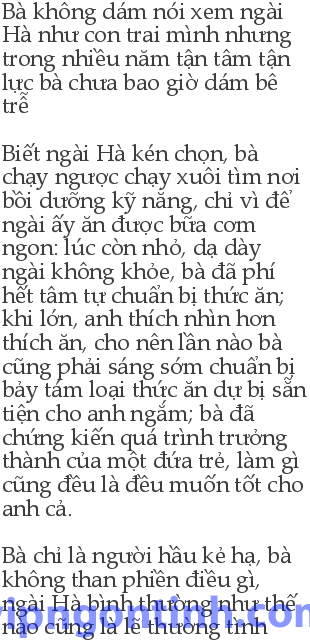 Bà không dám nói xem ngài
Hà như con trai mình nhưng
trong nhiều năm tận tâm tận
lực bà chưa bao giờ dám bê
trễ
Biết ngài Hà kén chọn, bà
chạy ngược chạy xuôi tìm nơi
bồi dưỡng kỹ năng, chỉ vì để
ngài ấy ăn được bữa cơm
ngon: lúc còn nhỏ, dạ dày
ngài không khỏe, bà đã phí
hết tâm tự chuẩn bị thức ăn;
khi lớn, anh thích nhìn hơn
thích ăn, cho nên lần nào bà
cũng phải sáng sớm chuẩn bị
bảy tám loại thức ăn dự bị sẵn
tiện cho anh ngắm; bà đã
chứng kiến quá trình trưởng
thành của một đứa trẻ, làm gì
cũng đều là đều muốn tốt cho
anh cả.
Bà chỉ là người hầu kẻ hạ, bà
không than phiền điều gì,
ngài Hà bình thường như thế
nào cũng là lẽ thường tình
viongontinh.com